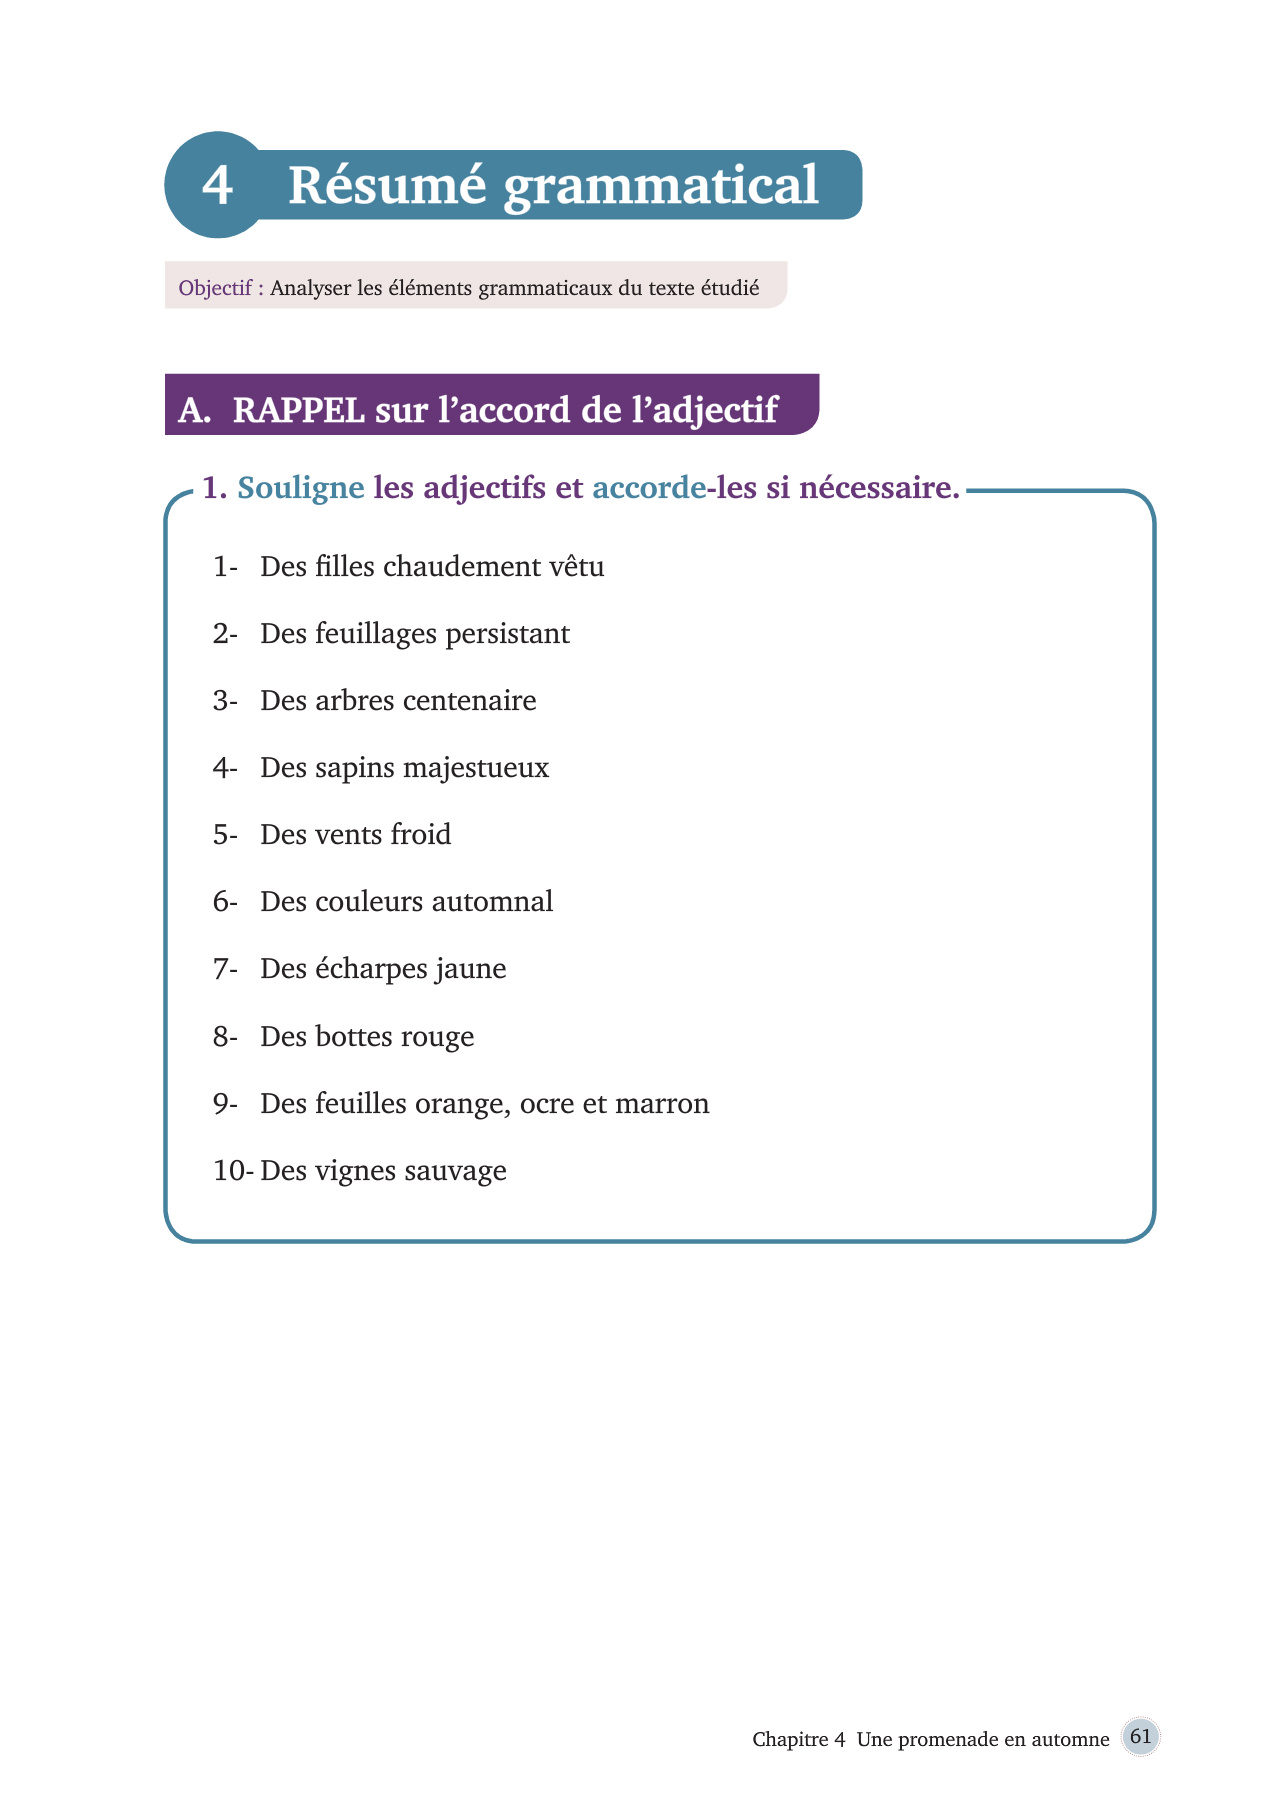 4 Résumé grammatical
Objectif : Analyser les éléments grammaticaux du texte étudié
A. RAPPEL sur l’accord de l’adjectif
1. Souligne les adjectifs et accorde-les si nécessaire.
1- Des filles chaudement vêtu
2- Des feuillages persistant
3- Des arbres centenaire
4- Des sapins majestueux
5- Des vents froid
6- Des couleurs automnal
7- Des écharpes jaune
8- Des bottes rouge
9- Des feuilles orange, ocre et marron
10- Des vignes sauvage
Chapitre 4 Une promenade en automne 61